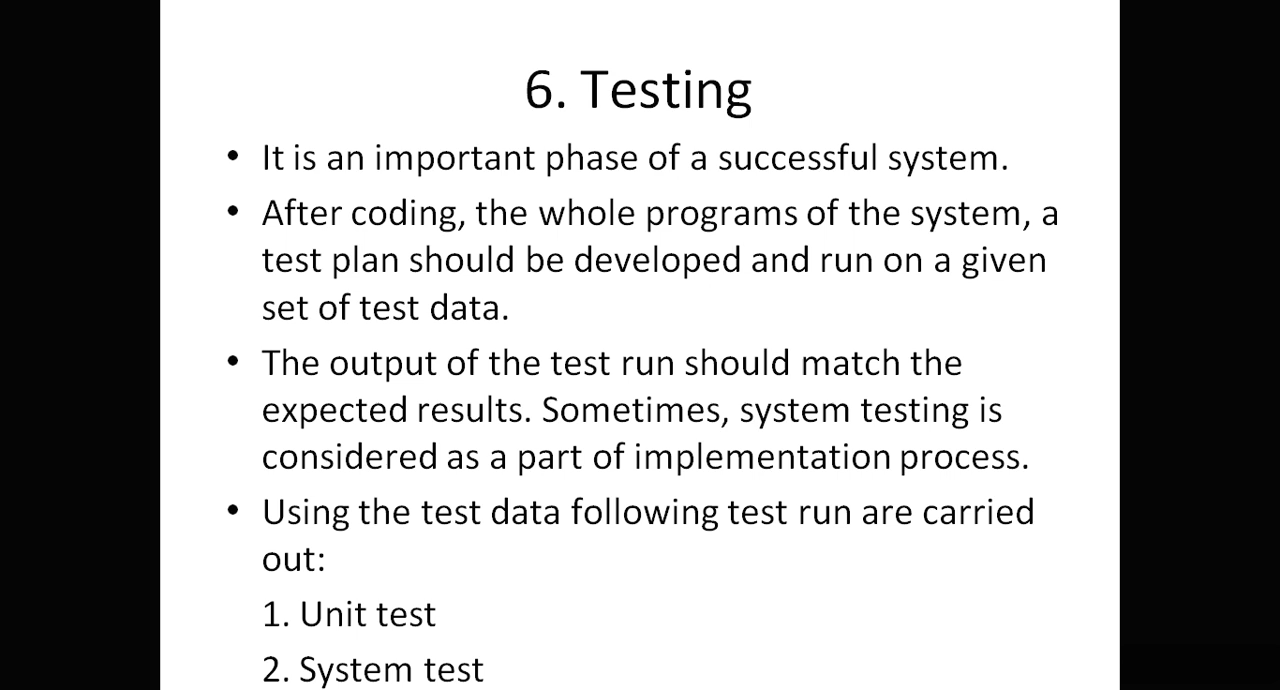 6. Testing
• It is an important phase of a successful system.
• After coding, the whole programs of the system, a
test plan should be developed and run on a given
set of test data.
• The output of the test run should match the
expected results. Sometimes, system testing is
considered as a part of implementation process.
• Using the test data following test run are carried
out:
1. Unit test
2. System test